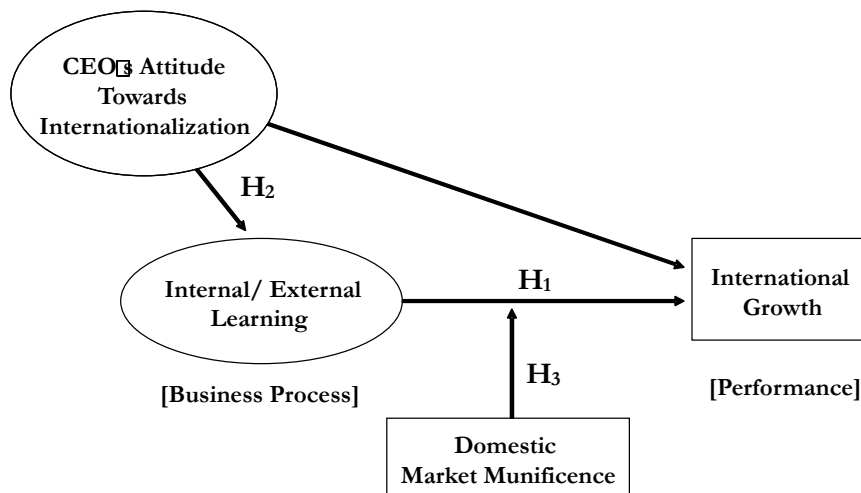 CEO□s Attitude
Towards
Internationalization
H₂
Internal/ External
Learning
H₁
International
Growth
[Business Process]
H₃
[Performance]
Domestic
Market Munificence